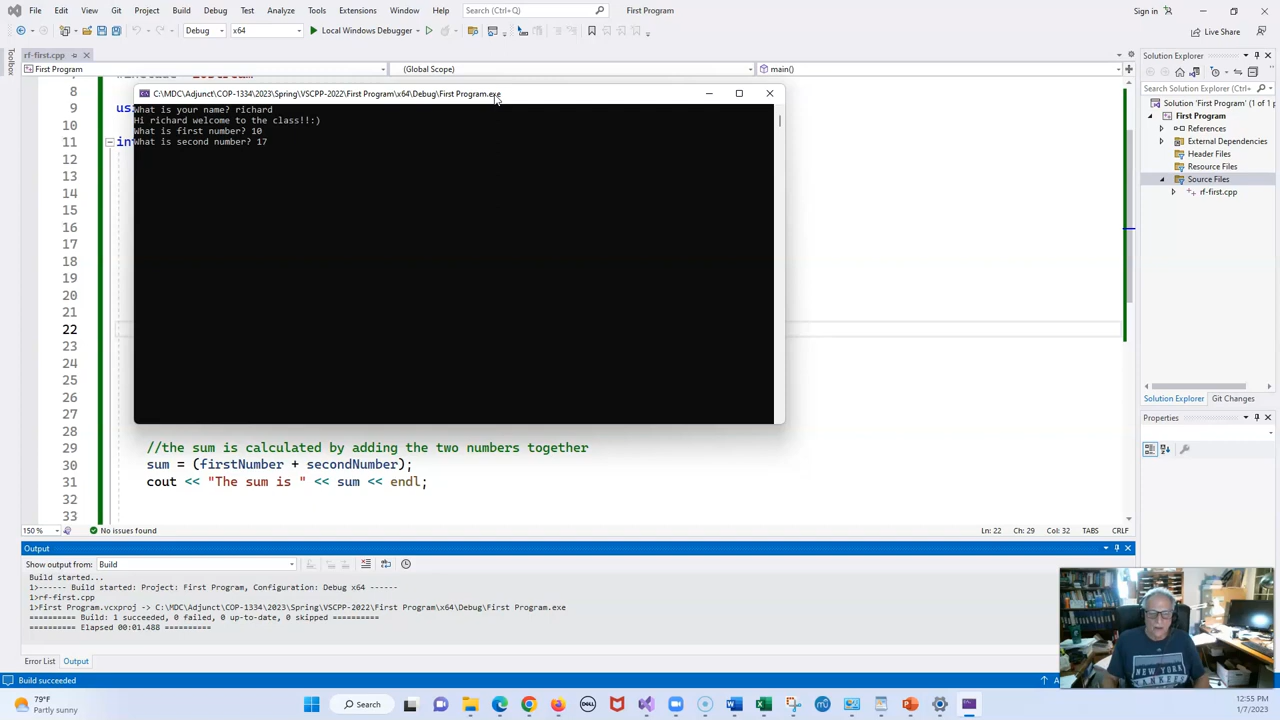 File Edit View Git Project Build Debug Test Analyze Tools Extensions Window Help Search (Ctrl+Q) First Program Sign in
Debug x64 Local Windows Debugger Live Share
rf-first.cpp
First Program (Global Scope) main()
Toolbox
8
9 us
10
11 in
12
13
14
15
16
17
18
19
20
21
22
23
24
25
26
27
28
29 //the sum is calculated by adding the two numbers together
30 sum = (firstNumber + secondNumber);
31 cout << "The sum is " << sum << endl;
32
33
C:\MDC\Adjunct\COP-1334\2023\Spring\VSCPP-2022\First Program\x64\Debug\First Program.exe
What is your name? richard
Hi richard welcome to the class!!:)
What is first number? 10
What is second number? 17
150 % No issues found Ln: 22 Ch: 29 Col: 32 TABS CRLF
Output
Show output from: Build
Build started...
1>------ Build started: Project: First Program, Configuration: Debug x64 ------
1>rf-first.cpp
1>First Program.vcxproj -> C:\MDC\Adjunct\COP-1334\2023\Spring\VSCPP-2022\First Program\x64\Debug\First Program.exe
========== Build: 1 succeeded, 0 failed, 0 up-to-date, 0 skipped ==========
========== Elapsed 00:01.488 ==========
Error List Output
Build succeeded
Solution Explorer
Search Solution Explorer
Solution 'First Program' (1 of 1 p
First Program
References
External Dependencies
Header Files
Resource Files
Source Files
rf-first.cpp
Solution Explorer Git Changes
Properties
NEW YORK
79°F
Partly sunny
Search
DELL
12:55 PM
1/7/2023